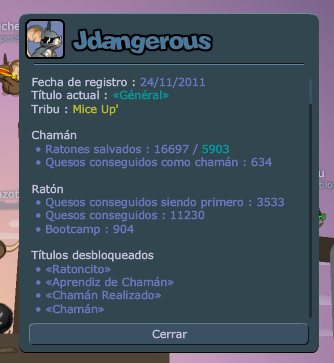 Jdangerous
Fecha de registro : 24/11/2011
Título actual : «Général»
Tribu : Mice Up'
Chamán
• Ratones salvados : 16697 / 5903
• Quesos conseguidos como chamán : 634
Ratón
• Quesos conseguidos siendo primero : 3533
• Quesos conseguidos : 11230
• Bootcamp : 904
Títulos desbloqueados
• «Ratoncito»
• «Aprendiz de Chamán»
• «Chamán Realizado»
• «Chamán»
Cerrar